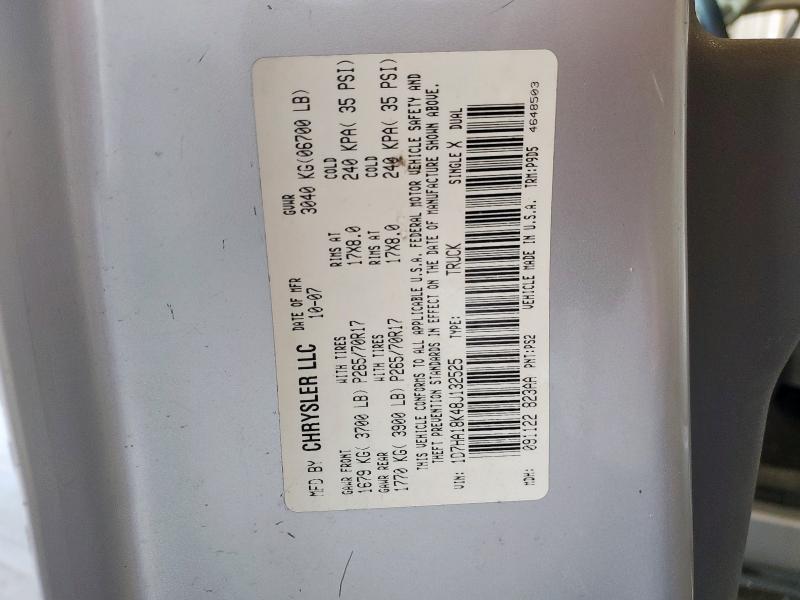 MFD BY CHRYSLER LLC DATE OF MFR 10-07 GVWR 3040 KG(06700 LB)
GAWR FRONT WITH TIRES RIMS AT COLD
1679 KG( 3700 LB) P265/70R17 17X8.0 240 KPA( 35 PSI)
GAWR REAR WITH TIRES RIMS AT COLD
1770 KG( 3900 LB) P265/70R17 17X8.0 240 KPA( 35 PSI)
THIS VEHICLE CONFORMS TO ALL APPLICABLE U.S.A. FEDERAL MOTOR VEHICLE SAFETY AND
THEFT PREVENTION STANDARDS IN EFFECT ON THE DATE OF MANUFACTURE SHOWN ABOVE.
VIN: 1D7HA18K48J132525 TYPE: TRUCK SINGLE X DUAL
MDH: 09:122 823AA PNT:PS2 VEHICLE MADE IN U.S.A. TRM:P9D5 4648503